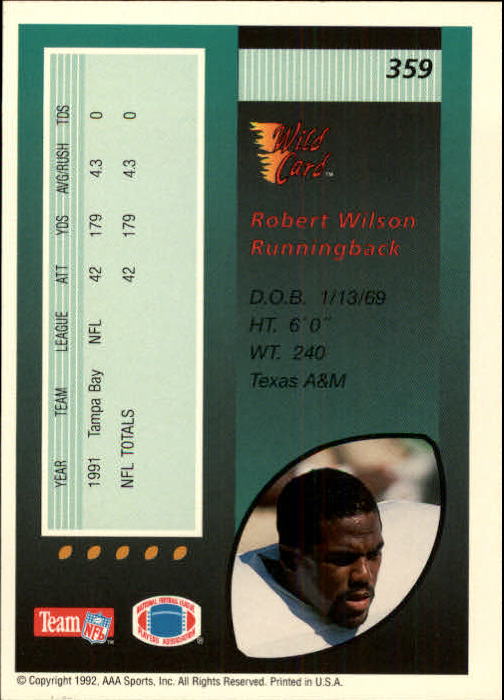 359
Wild
Card™
Robert Wilson
Runningback
D.O.B. 1/13/69
HT. 6'0"
WT. 240
Texas A&M
YEAR TEAM LEAGUE ATT YDS AVG/RUSH TDS
1991 Tampa Bay NFL 42 179 4.3 0
NFL TOTALS 42 179 4.3 0
Team NFL™
NATIONAL FOOTBALL LEAGUE
PLAYERS ASSOCIATION ®
© Copyright 1992, AAA Sports, Inc. All Rights Reserved. Printed in U.S.A.